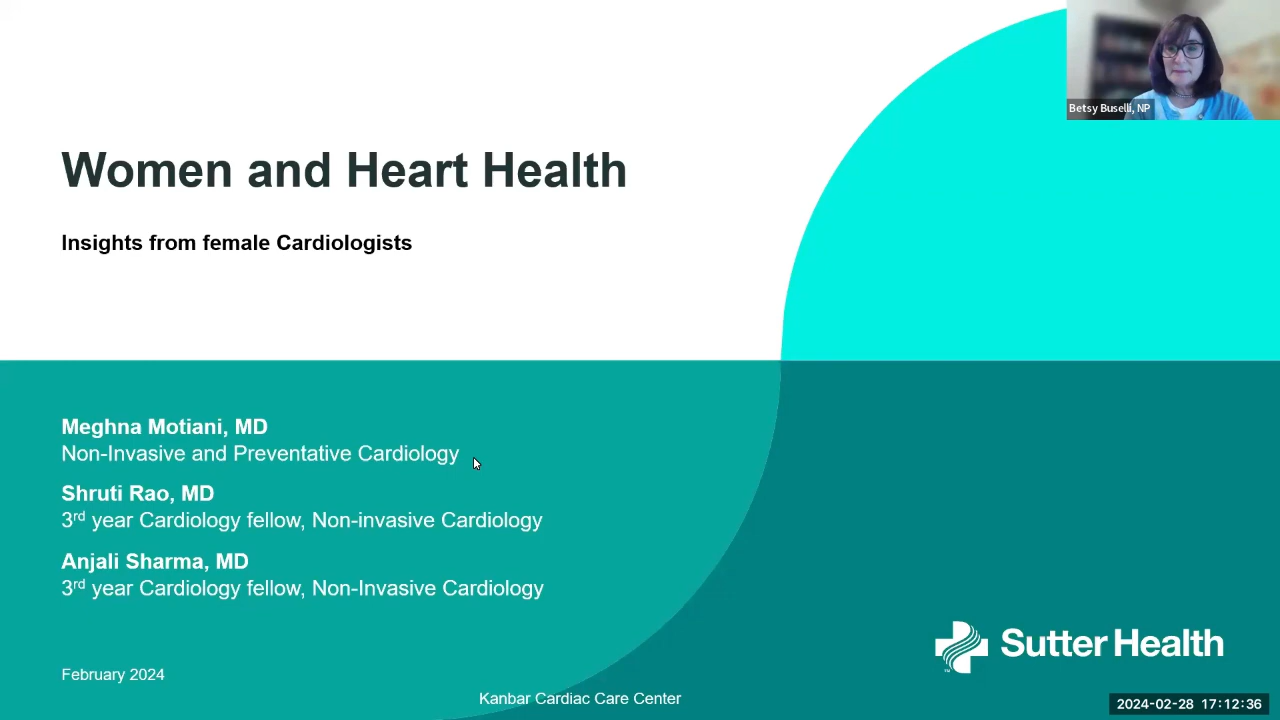 Betsy Buselli, NP
Women and Heart Health
Insights from female Cardiologists
Meghna Motiani, MD
Non-Invasive and Preventative Cardiology
Shruti Rao, MD
3rd year Cardiology fellow, Non-invasive Cardiology
Anjali Sharma, MD
3rd year Cardiology fellow, Non-Invasive Cardiology
Sutter Health
TM
February 2024
Kanbar Cardiac Care Center
2024-02-28 17:12:36